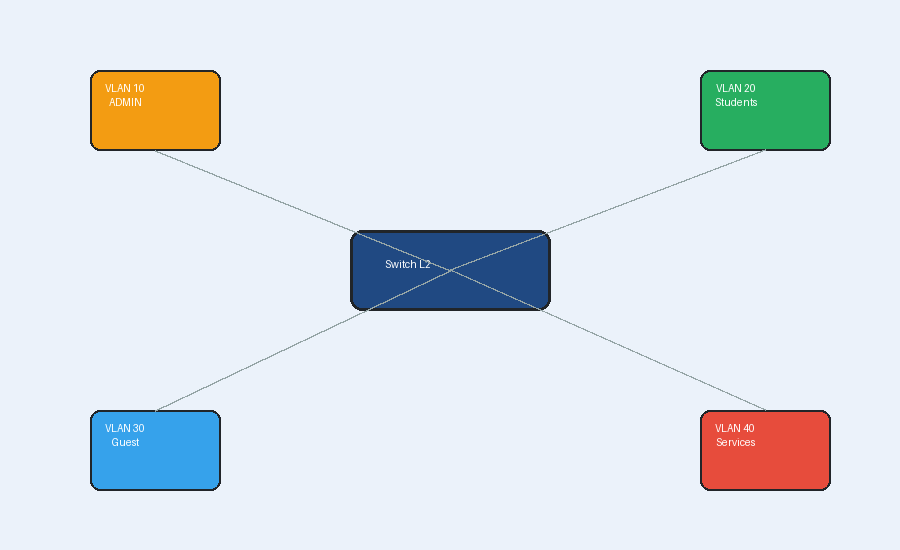 VLAN 10
ADMIN
VLAN 20
Students
Switch L2
VLAN 30
Guest
VLAN 40
Services